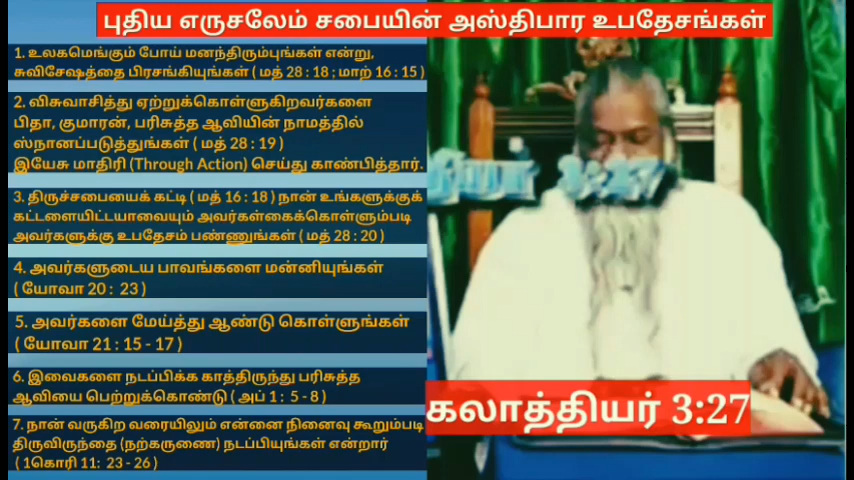 புதிய எருசலேம் சபையின் அஸ்திபார உபதேசங்கள்
1. உலகமெங்கும் போய் மனந்திரும்புங்கள் என்று,
சுவிசேஷத்தை பிரசங்கியுங்கள் ( மத் 28 : 18 ; மாற் 16 : 15 )
2. விசுவாசித்து ஏற்றுக்கொள்ளுகிறவர்களை
பிதா, குமாரன், பரிசுத்த ஆவியின் நாமத்தில்
ஸ்நானப்படுத்துங்கள் ( மத் 28 : 19 )
இயேசு மாதிரி (Through Action) செய்து காண்பித்தார்.
3. திருச்சபையைக் கட்டி ( மத் 16 : 18 ) நான் உங்களுக்குக்
கட்டளையிட்டயாவையும் அவர்கள்கைக்கொள்ளும்படி
அவர்களுக்கு உபதேசம் பண்ணுங்கள் ( மத் 28 : 20 )
4. அவர்களுடைய பாவங்களை மன்னியுங்கள்
( யோவா 20 : 23 )
5. அவர்களை மேய்த்து ஆண்டு கொள்ளுங்கள்
( யோவா 21 : 15 - 17 )
6. இவைகளை நடப்பிக்க காத்திருந்து பரிசுத்த
ஆவியை பெற்றுக்கொண்டு ( அப் 1 : 5 - 8 )
7. நான் வருகிற வரையிலும் என்னை நினைவு கூறும்படி
திருவிருந்தை (நற்கருணை) நடப்பியுங்கள் என்றார்
( 1கொரி 11: 23 - 26 )
3:27
கலாத்தியர் 3:27